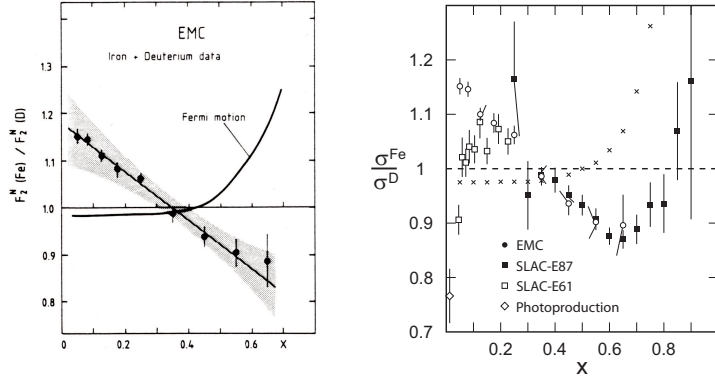 EMC
Iron + Deuterium data
Fermi motion
F₂ᴺ (Fe) / F₂ᴺ (D)
1.3
1.2
1.1
1.0
0.9
0.8
0 0.2 0.4 0.6 X
1.2
1.1
1
0.9
0.8
0.7
σ^Fe
σ^D
EMC
SLAC-E87
SLAC-E61
Photoproduction
0.2 0.4 0.6 0.8
X